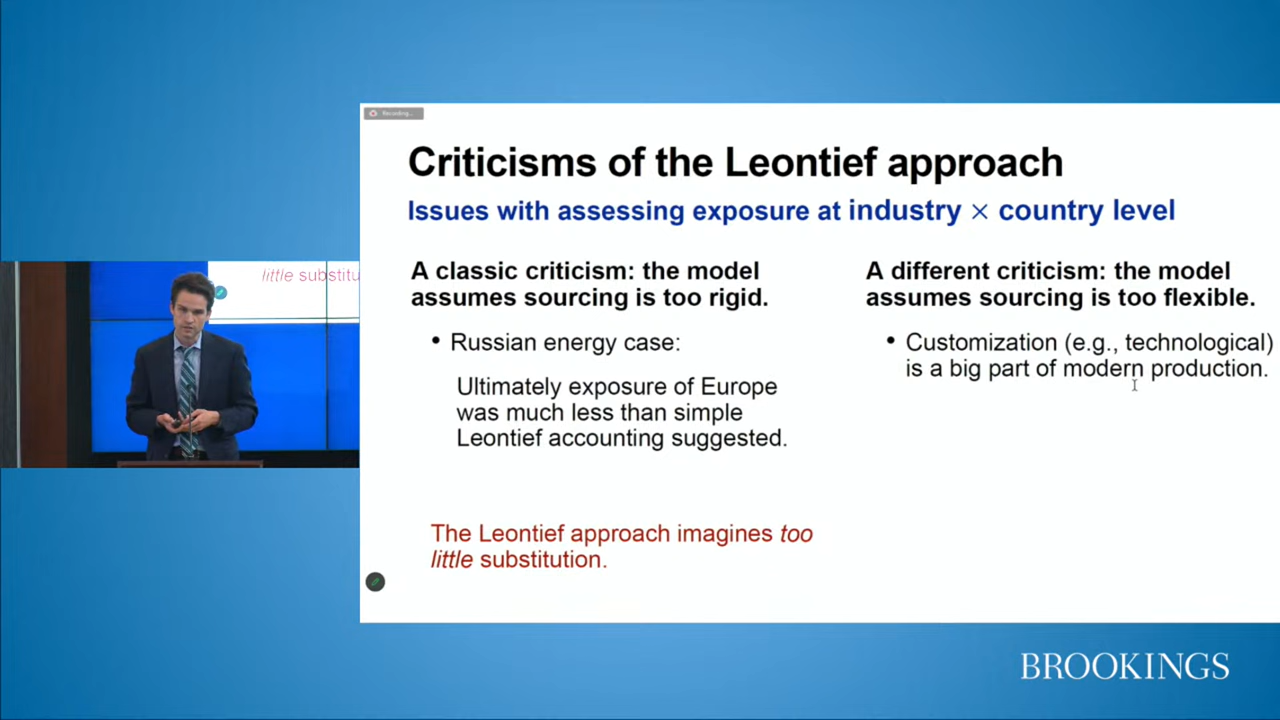 Recording...
Criticisms of the Leontief approach
Issues with assessing exposure at industry × country level
A classic criticism: the model
assumes sourcing is too rigid.
• Russian energy case:
Ultimately exposure of Europe
was much less than simple
Leontief accounting suggested.
The Leontief approach imagines too
little substitution.
A different criticism: the model
assumes sourcing is too flexible.
• Customization (e.g., technological)
is a big part of modern production.
little substitu
BROOKINGS